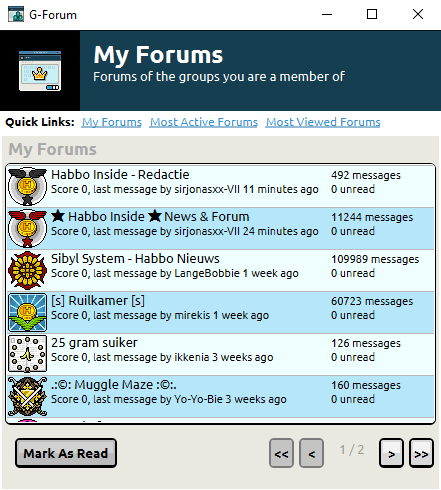 G-Forum
My Forums
Forums of the groups you are a member of
Quick Links: My Forums Most Active Forums Most Viewed Forums
My Forums
Habbo Inside - Redactie 492 messages
Score 0, last message by sirjonasxx-VII 11 minutes ago 0 unread
★ Habbo Inside ★ News & Forum 11244 messages
Score 0, last message by sirjonasxx-VII 24 minutes ago 0 unread
Sibyl System - Habbo Nieuws 109989 messages
Score 0, last message by LangeBobbie 1 week ago 0 unread
[s] Ruilkamer [s] 60723 messages
Score 0, last message by mirekis 1 week ago 0 unread
25 gram suiker 126 messages
Score 0, last message by ikkenia 3 weeks ago 0 unread
.:©: Muggle Maze :©:. 160 messages
Score 0, last message by Yo-Yo-Bie 3 weeks ago 0 unread
Mark As Read << < 1 / 2 > >>